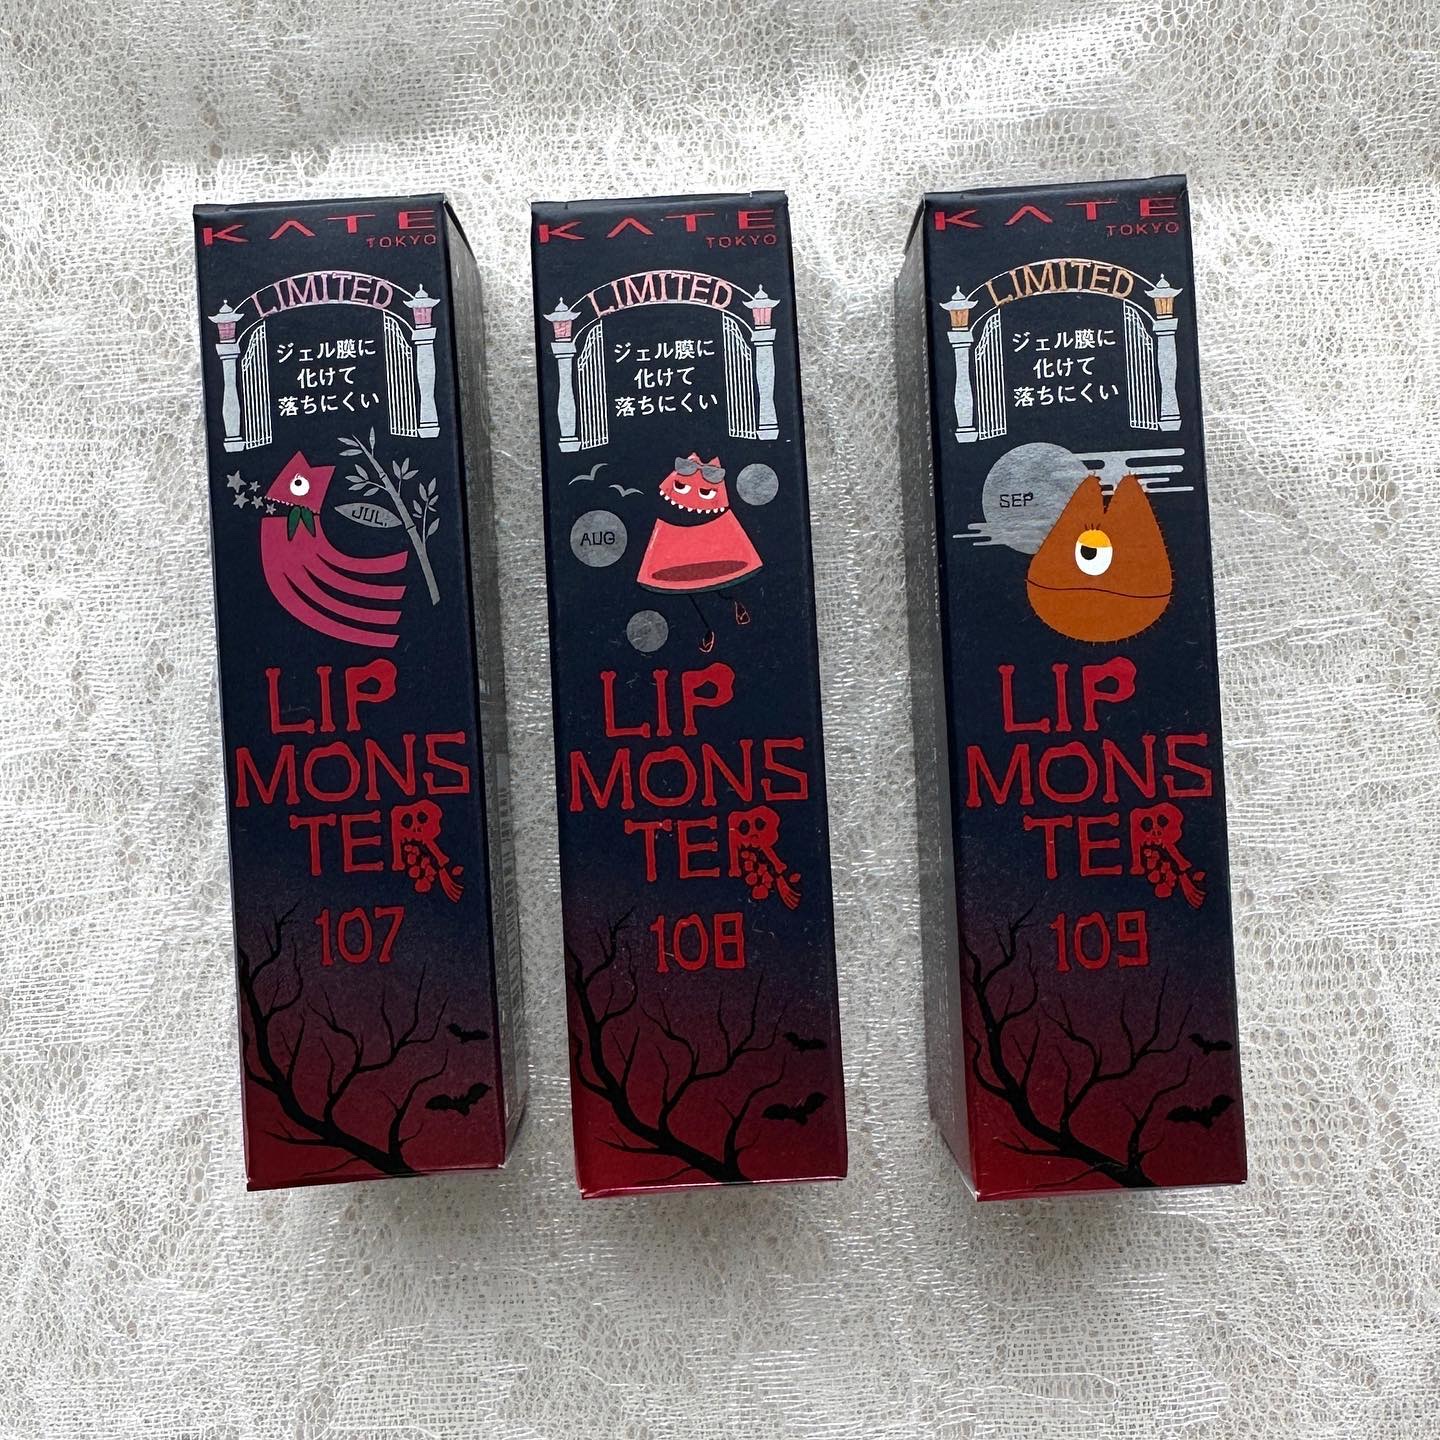 KATE
TOKYO
LIMITED
ジェル膜に
化けて
落ちにくい
JUL.
LIP
MONS
TER
107
KATE
TOKYO
LIMITED
ジェル膜に
化けて
落ちにくい
AUG
LIP
MONS
TER
108
KATE
TOKYO
LIMITED
ジェル膜に
化けて
落ちにくい
SEP.
LIP
MONS
TER
109